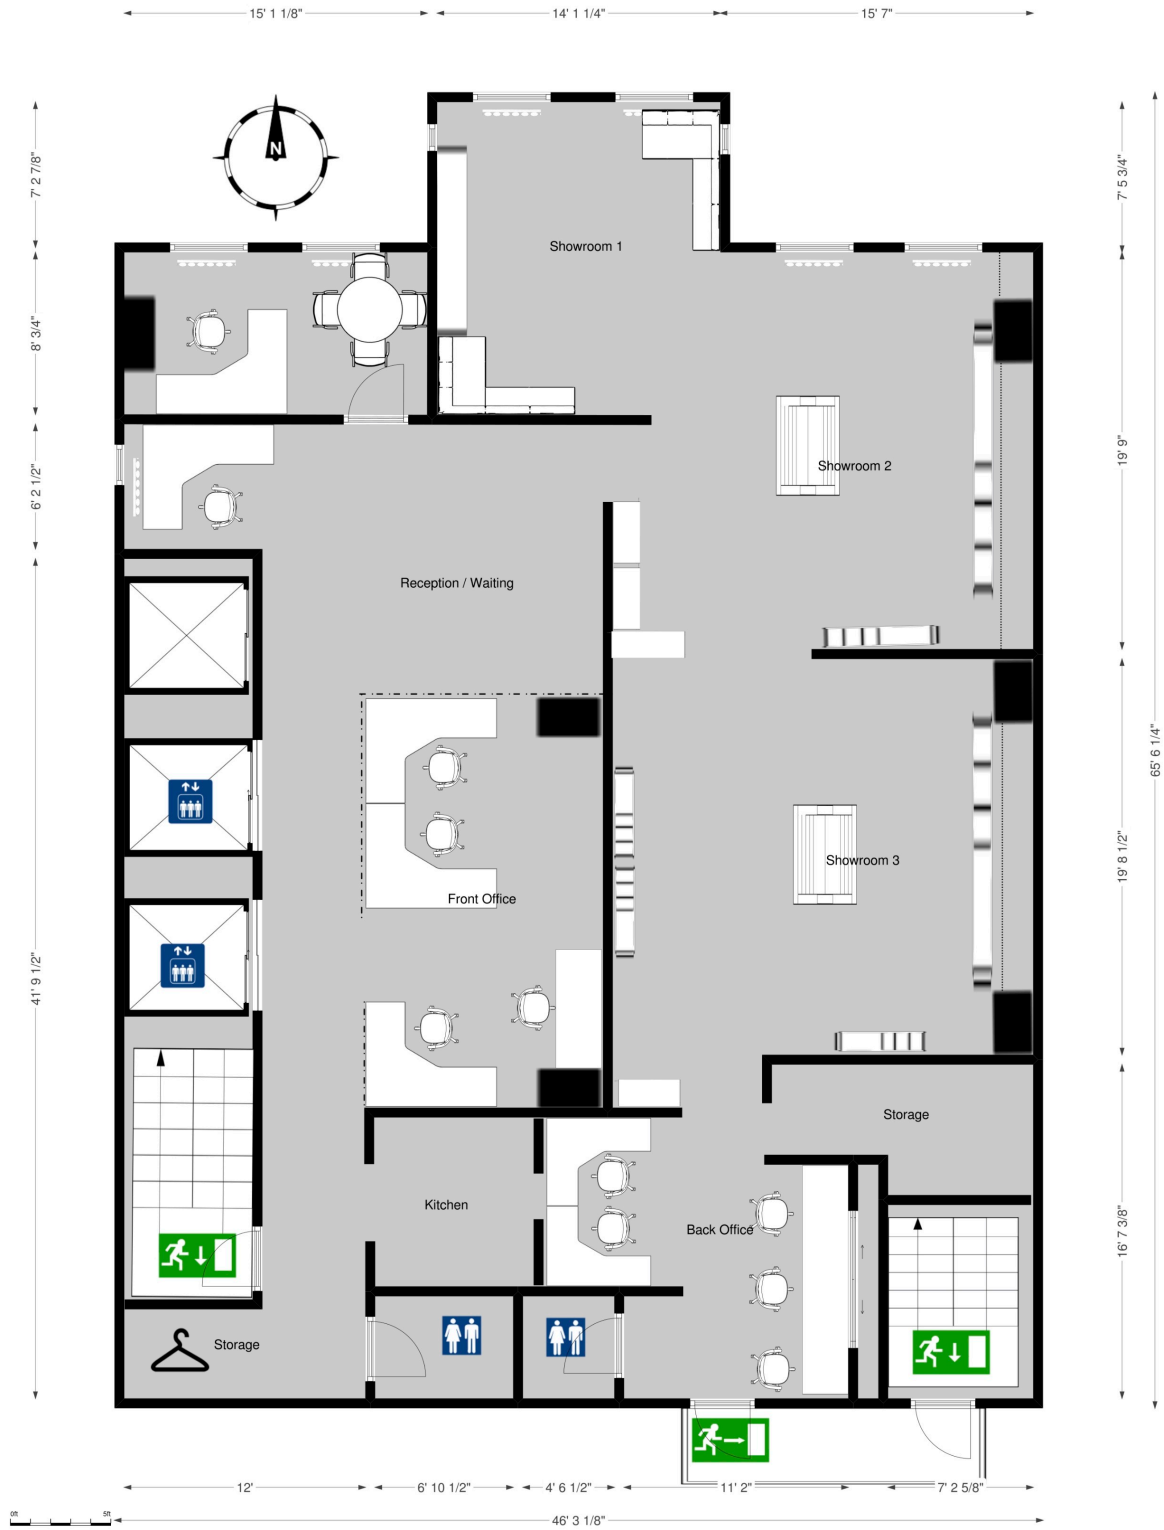 15' 1 1/8"
14' 1 1/4"
15' 7"
7' 2 7/8"
N
7' 5 3/4"
Showroom 1
8' 3/4"
19' 9"
Showroom 2
6' 2 1/2"
Reception / Waiting
65' 6 1/4"
Showroom 3
19' 8 1/2"
Front Office
41' 9 1/2"
Storage
Kitchen
Back Office
16' 7 3/8"
Storage
12'
6' 10 1/2"
4' 6 1/2"
11' 2"
7' 2 5/8"
0ft
5ft
46' 3 1/8"